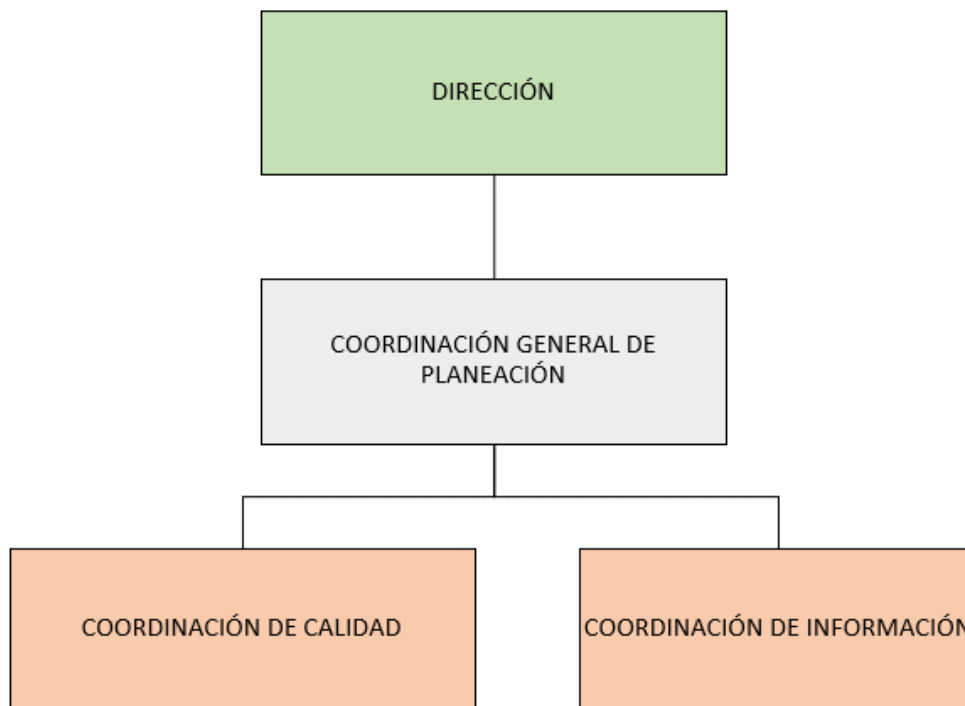 DIRECCIÓN
COORDINACIÓN GENERAL DE
PLANEACIÓN
COORDINACIÓN DE CALIDAD
COORDINACIÓN DE INFORMACIÓN